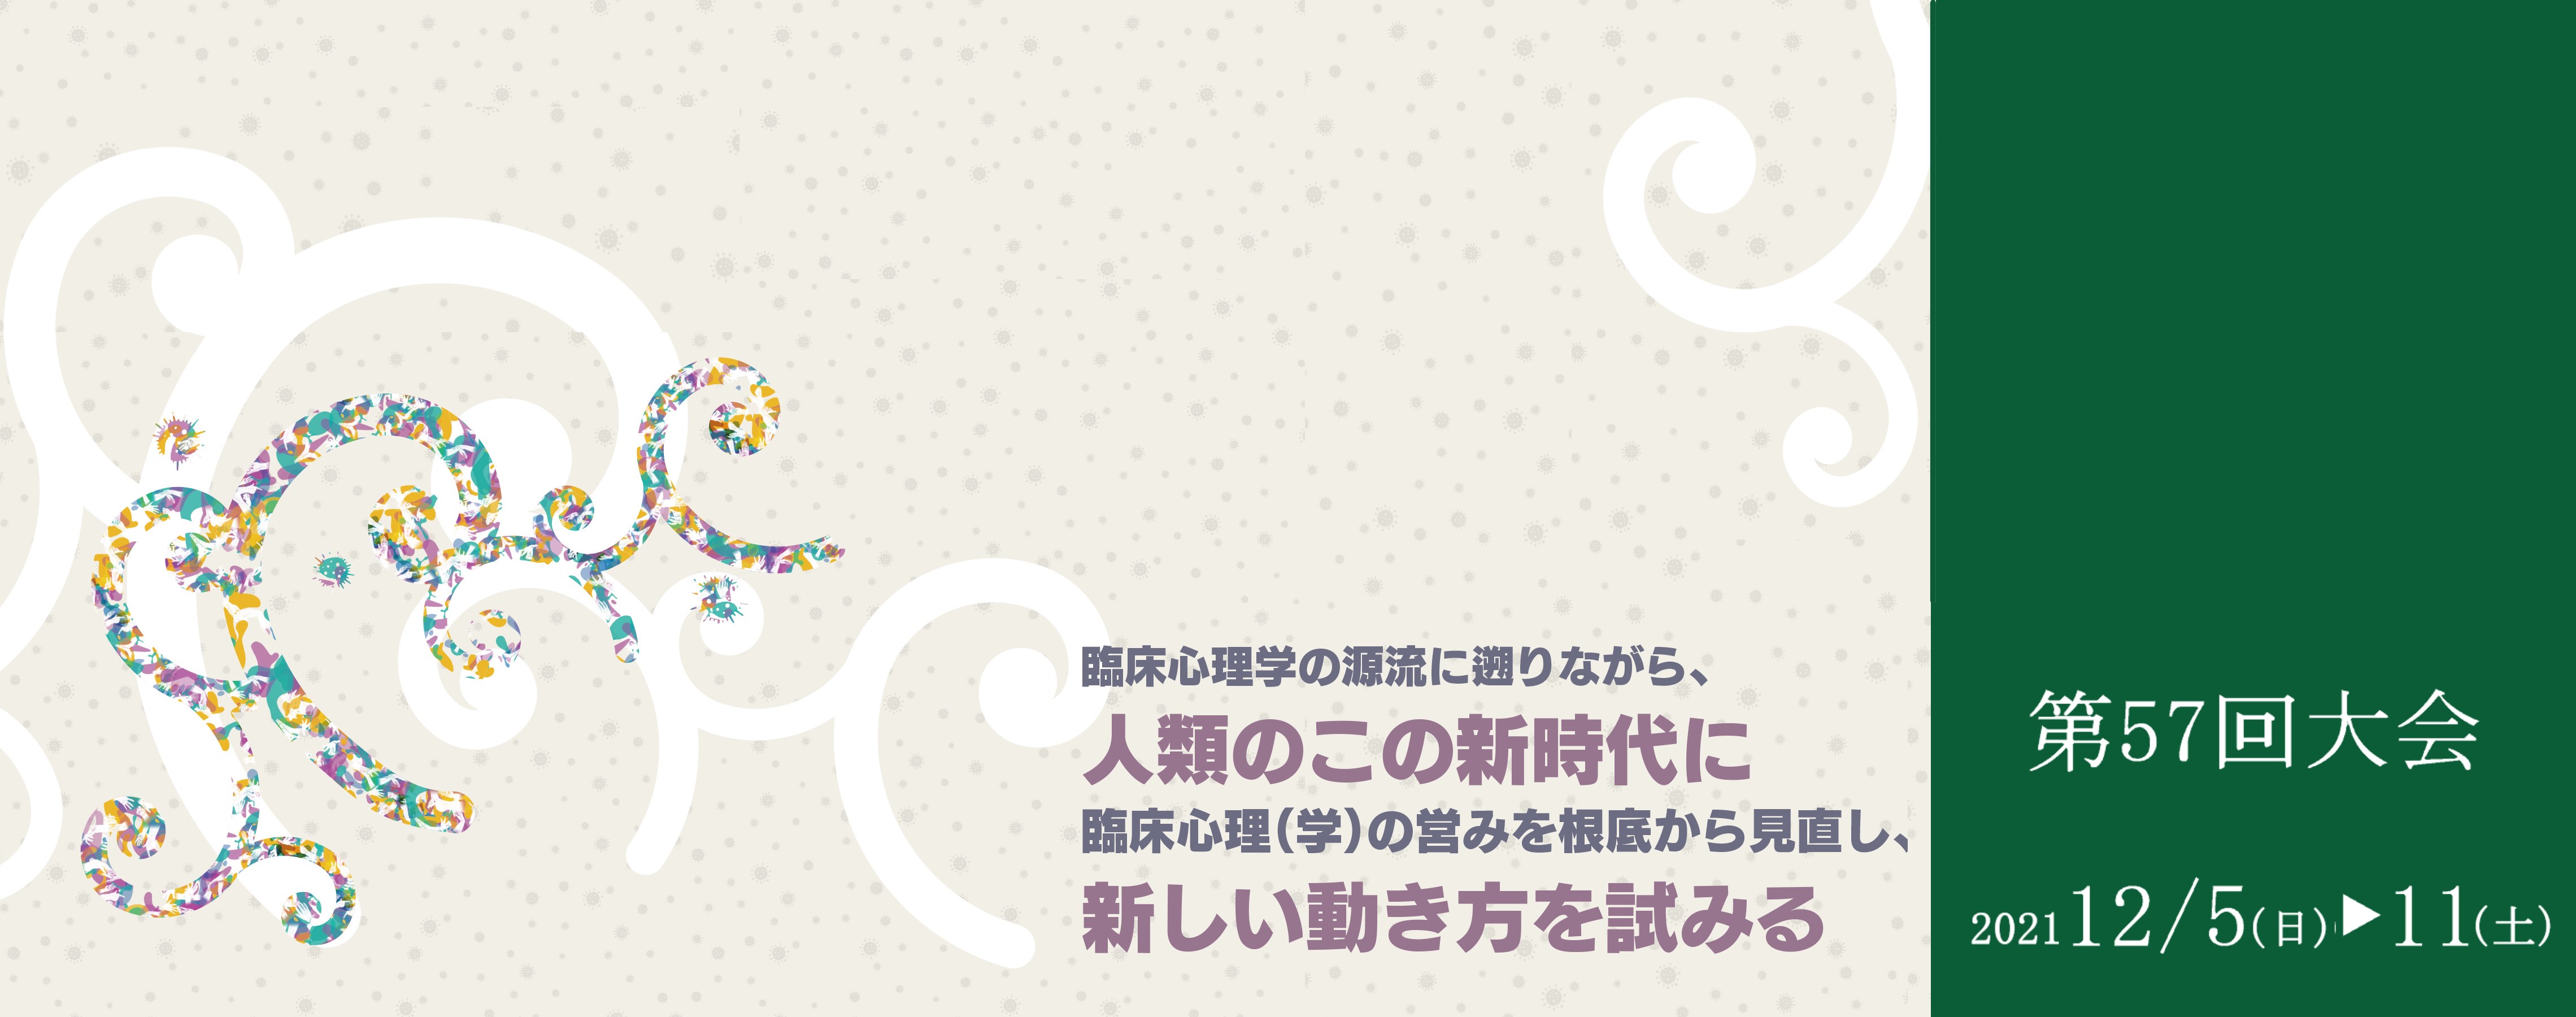 臨床心理学の源流に遡りながら、
人類のこの新時代に
臨床心理(学)の営みを根底から見直し、
新しい動き方を試みる
第57回大会
2021 12/5(日)▶11(土)